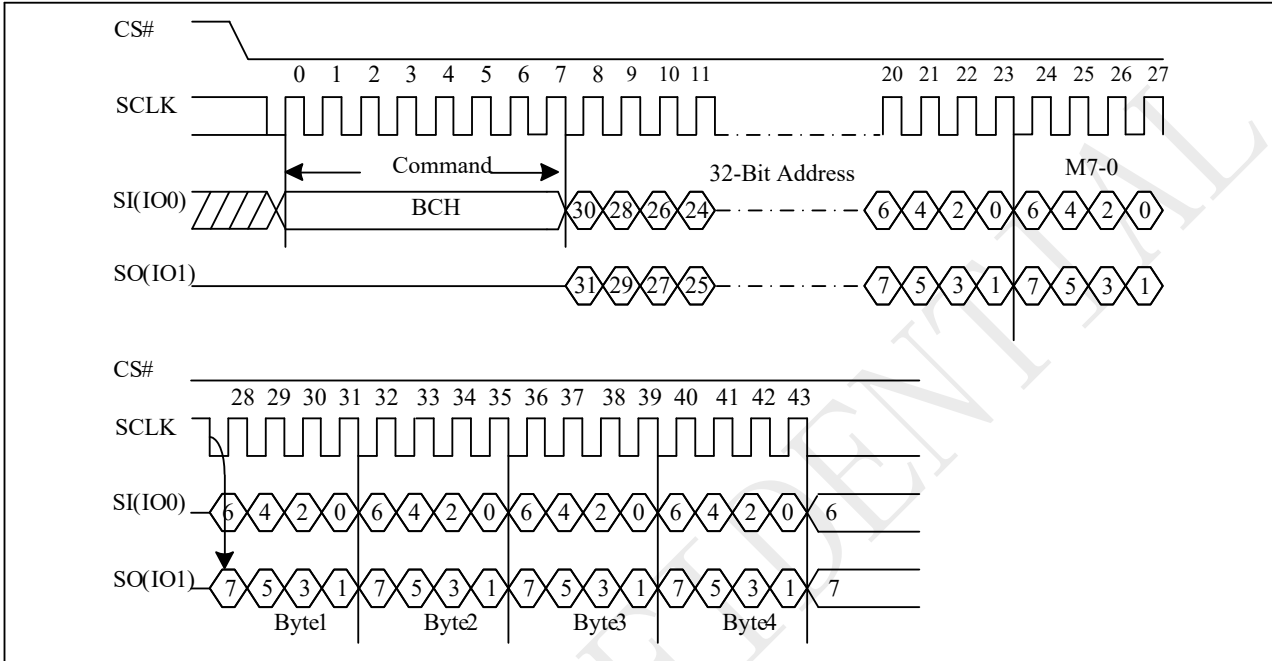 CS#
0 1 2 3 4 5 6 7 8 9 10 11 20 21 22 23 24 25 26 27
SCLK
Command 32-Bit Address M7-0
SI(IO0) BCH 30 28 26 24 6 4 2 0 6 4 2 0
SO(IO1) 31 29 27 25 7 5 3 1 7 5 3 1
CS#
28 29 30 31 32 33 34 35 36 37 38 39 40 41 42 43
SCLK
SI(IO0) 6 4 2 0 6 4 2 0 6 4 2 0 6 4 2 0 6
SO(IO1) 7 5 3 1 7 5 3 1 7 5 3 1 7 5 3 1 7
Byte1 Byte2 Byte3 Byte4
IDENTIAL